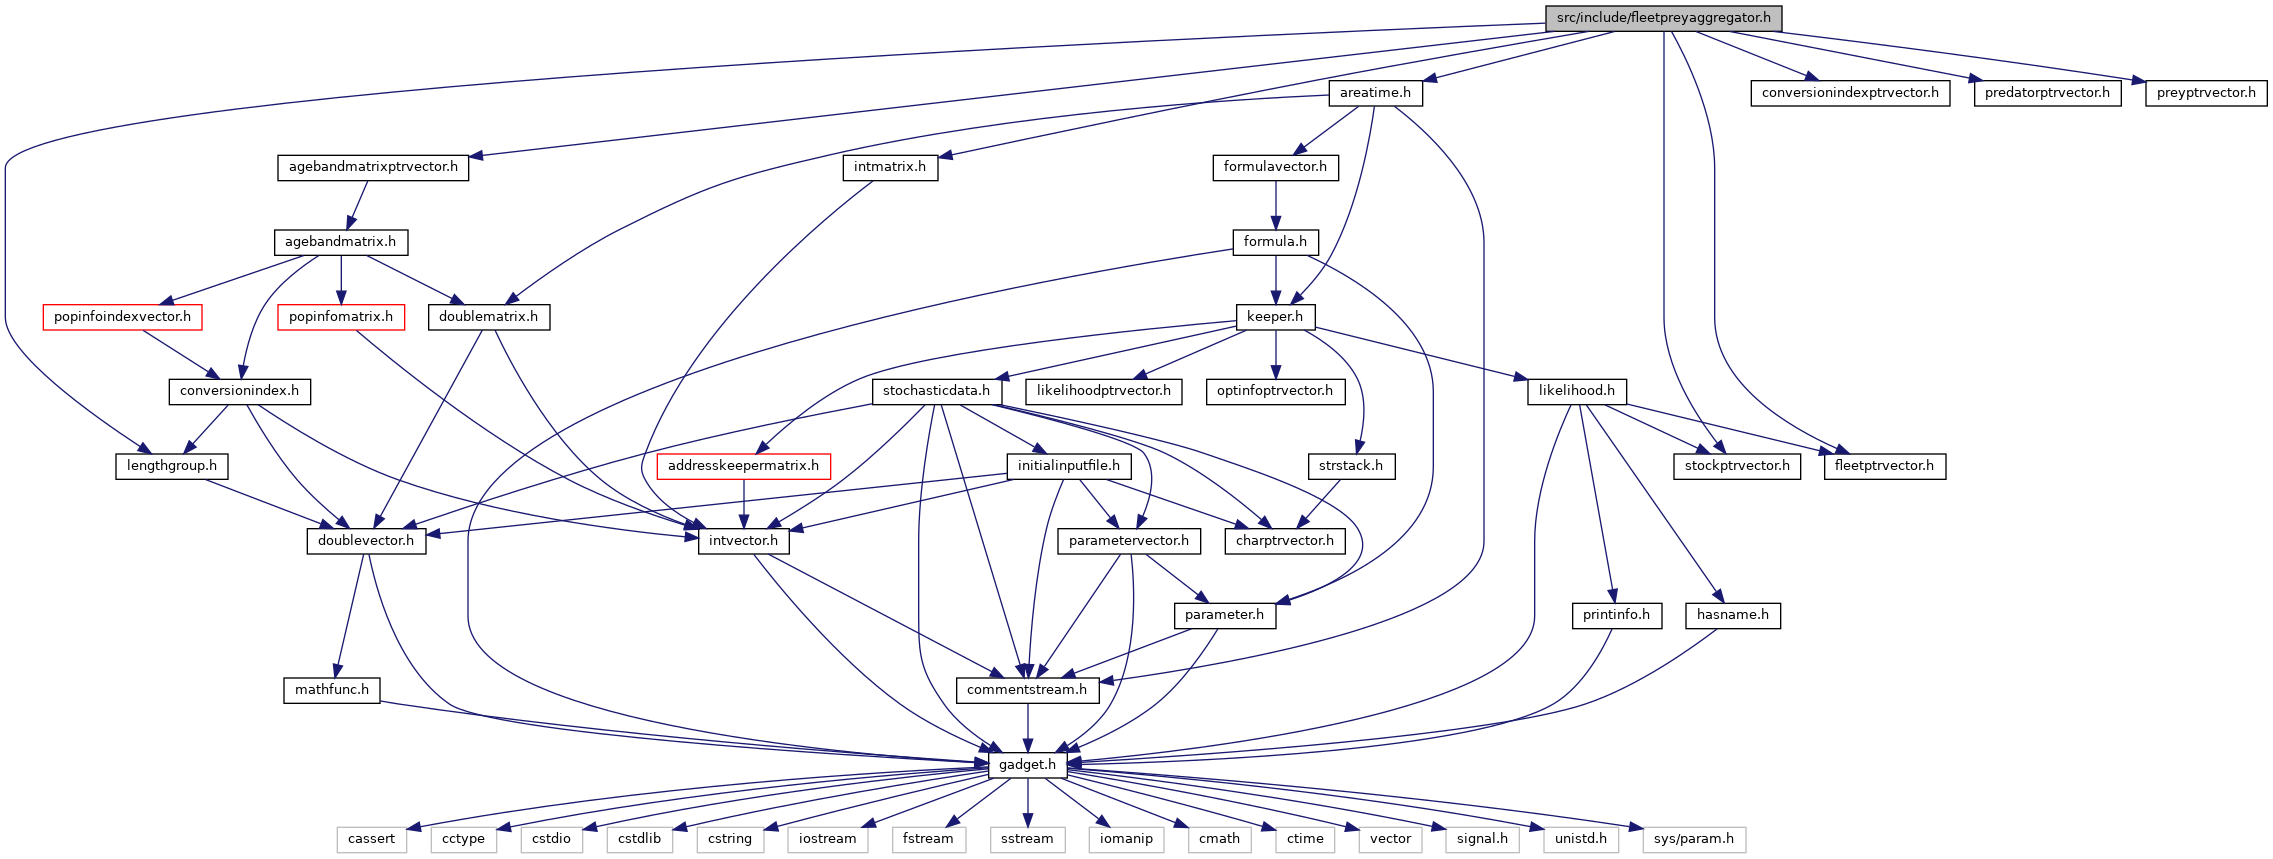 src/include/fleetpreyaggregator.h
areatime.h
conversionindexptrvector.h
predatorptrvector.h
preyptrvector.h
agebandmatrixptrvector.h
intmatrix.h
formulavector.h
agebandmatrix.h
formula.h
popinfoindexvector.h
popinfomatrix.h
doublematrix.h
keeper.h
conversionindex.h
stochasticdata.h
likelihoodptrvector.h
optinfoptrvector.h
likelihood.h
lengthgroup.h
addresskeepermatrix.h
initialinputfile.h
strstack.h
stockptrvector.h
fleetptrvector.h
doublevector.h
intvector.h
parametervector.h
charptrvector.h
parameter.h
printinfo.h
hasname.h
mathfunc.h
commentstream.h
gadget.h
cassert
cctype
cstdio
cstdlib
cstring
iostream
fstream
sstream
iomanip
cmath
ctime
vector
signal.h
unistd.h
sys/param.h